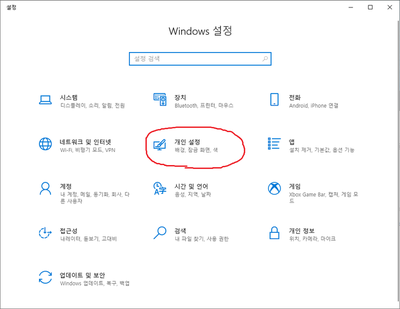 설정
Windows 설정
설정 검색
시스템
디스플레이, 소리, 알림, 전원
장치
Bluetooth, 프린터, 마우스
전화
Android, iPhone 연결
네트워크 및 인터넷
Wi-Fi, 비행기 모드, VPN
개인 설정
배경, 잠금 화면, 색
앱
설치 제거, 기본값, 옵션 기능
계정
내 계정, 메일, 동기화, 회사, 다
른 사용자
시간 및 언어
음성, 지역, 날짜
게임
Xbox Game Bar, 캡처, 게임 모
드
접근성
내레이터, 돋보기, 고대비
검색
내 파일 찾기, 사용 권한
개인 정보
위치, 카메라, 마이크
업데이트 및 보안
Windows 업데이트, 복구, 백업